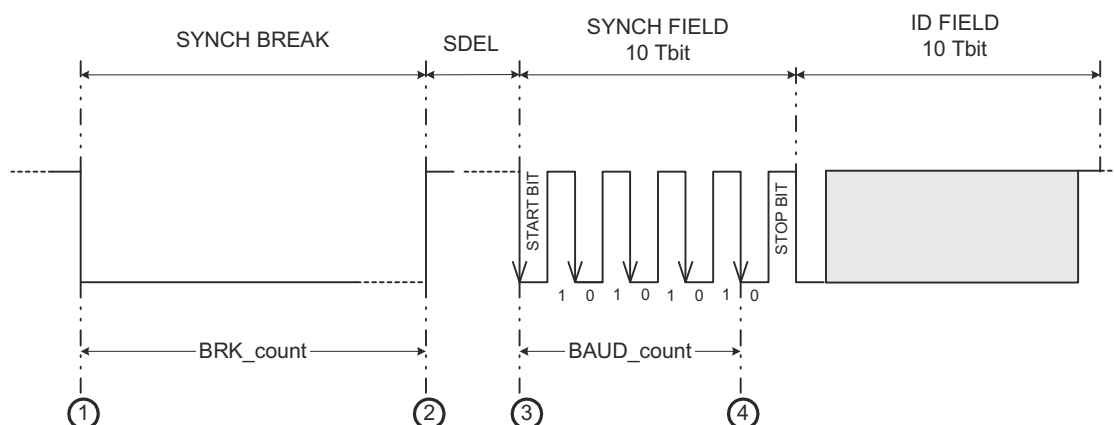 SYNCH BREAK
SDEL
SYNCH FIELD
10 Tbit
ID FIELD
10 Tbit
START BIT
STOP BIT
1 0 1 0 1 0 1 0
BRK_count
BAUD_count
1
2
3
4